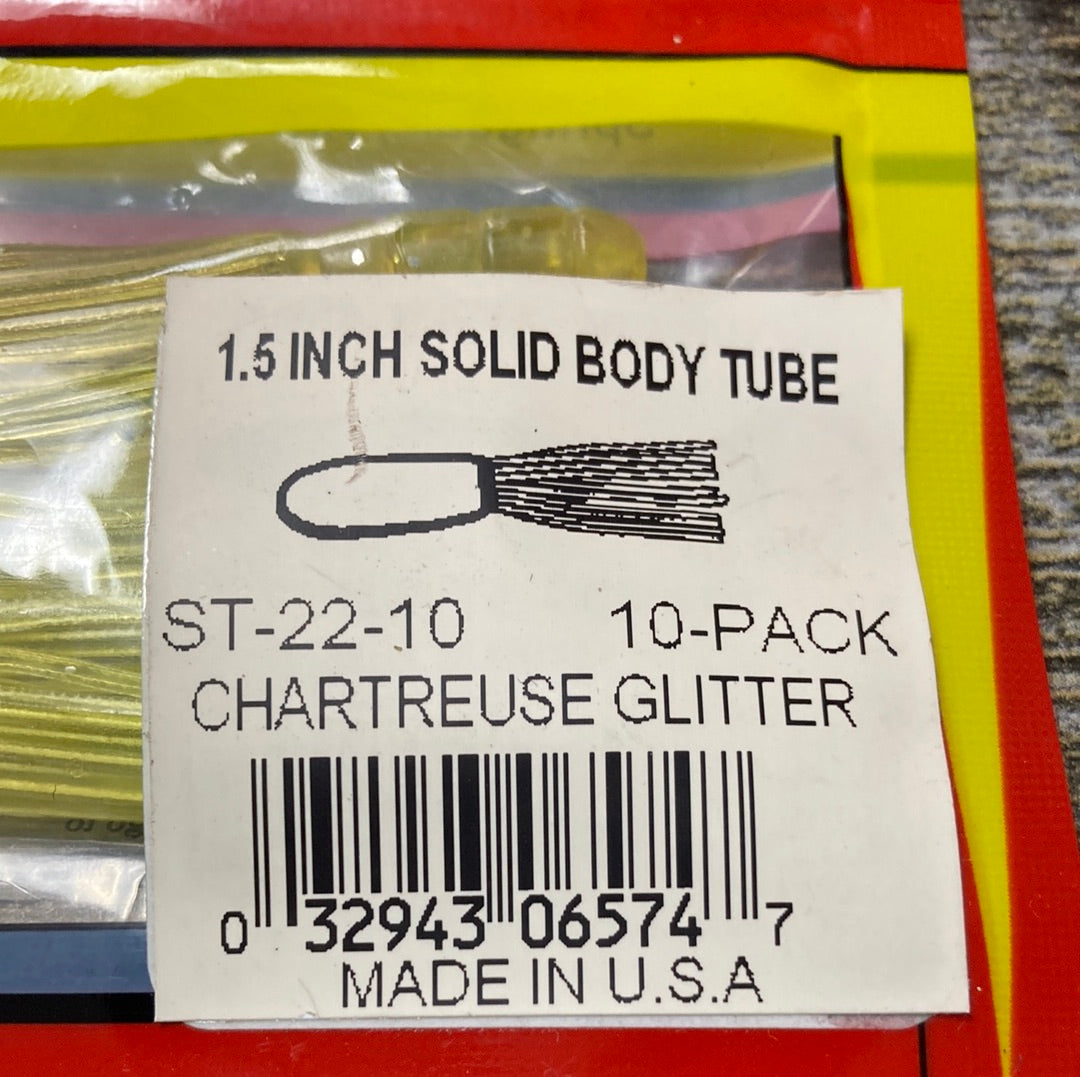 1.5 INCH SOLID BODY TUBE
ST-22-10 10-PACK
CHARTREUSE GLITTER
0 32943 06574 7
MADE IN U.S.A